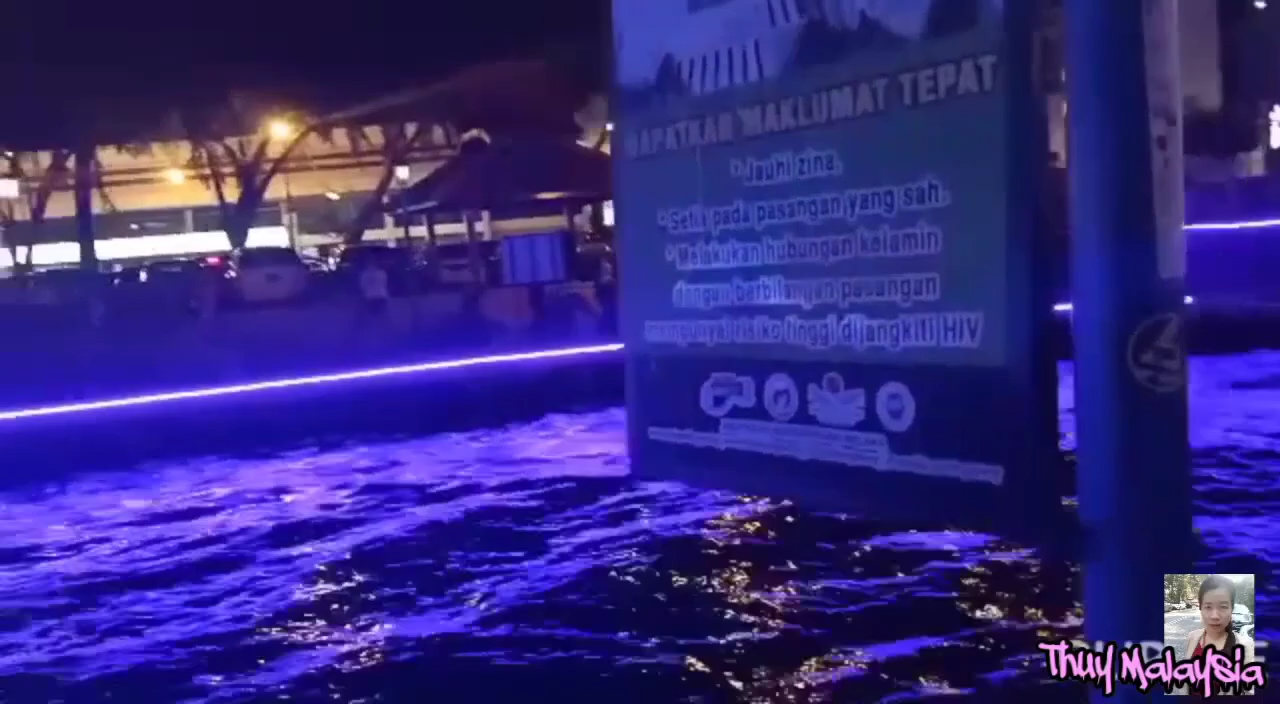 DAPATKAN MAKLUMAT TEPAT
*Jauhi zina.
*Setia pada pasangan yang sah.
*Melakukan hubungan kelamin
dengan berbilangan pasangan
mempunyai risiko tinggi dijangkiti HIV
Thuy Malaysia